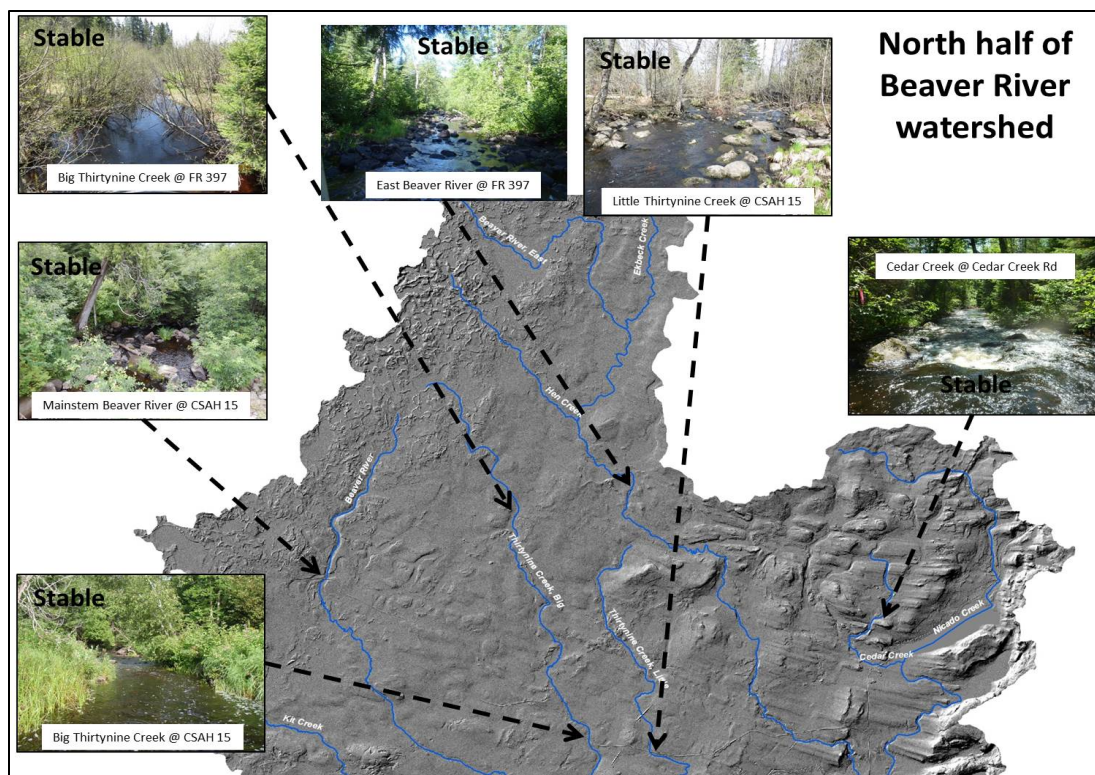 Stable
Big Thirtynine Creek @ FR 397
Stable
East Beaver River @ FR 397
Stable
Little Thirtynine Creek @ CSAH 15
North half of
Beaver River
watershed
Stable
Mainstem Beaver River @ CSAH 15
Cedar Creek @ Cedar Creek Rd
Stable
Stable
Big Thirtynine Creek @ CSAH 15
Beaver River, East
Ekbeck Creek
Hen Creek
Beaver River
Thirtynine Creek, Big
Thirtynine Creek,
Nicado Creek
Cedar Creek
Kit Creek